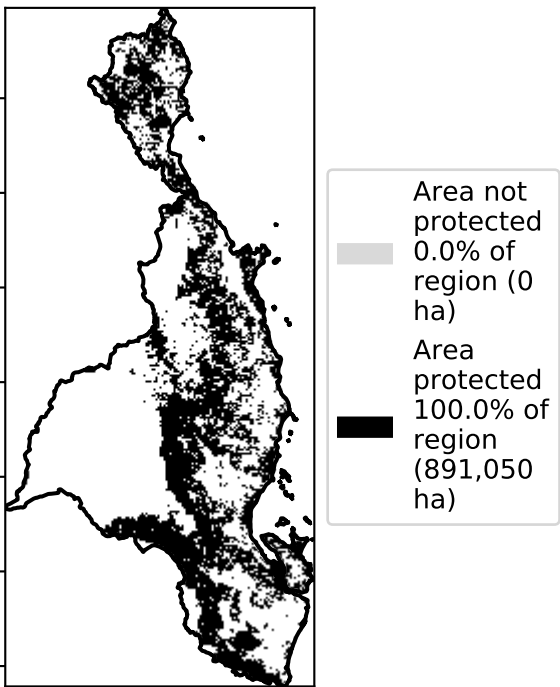 Area not
protected
0.0% of
region (0
ha)
Area
protected
100.0% of
region
(891,050
ha)